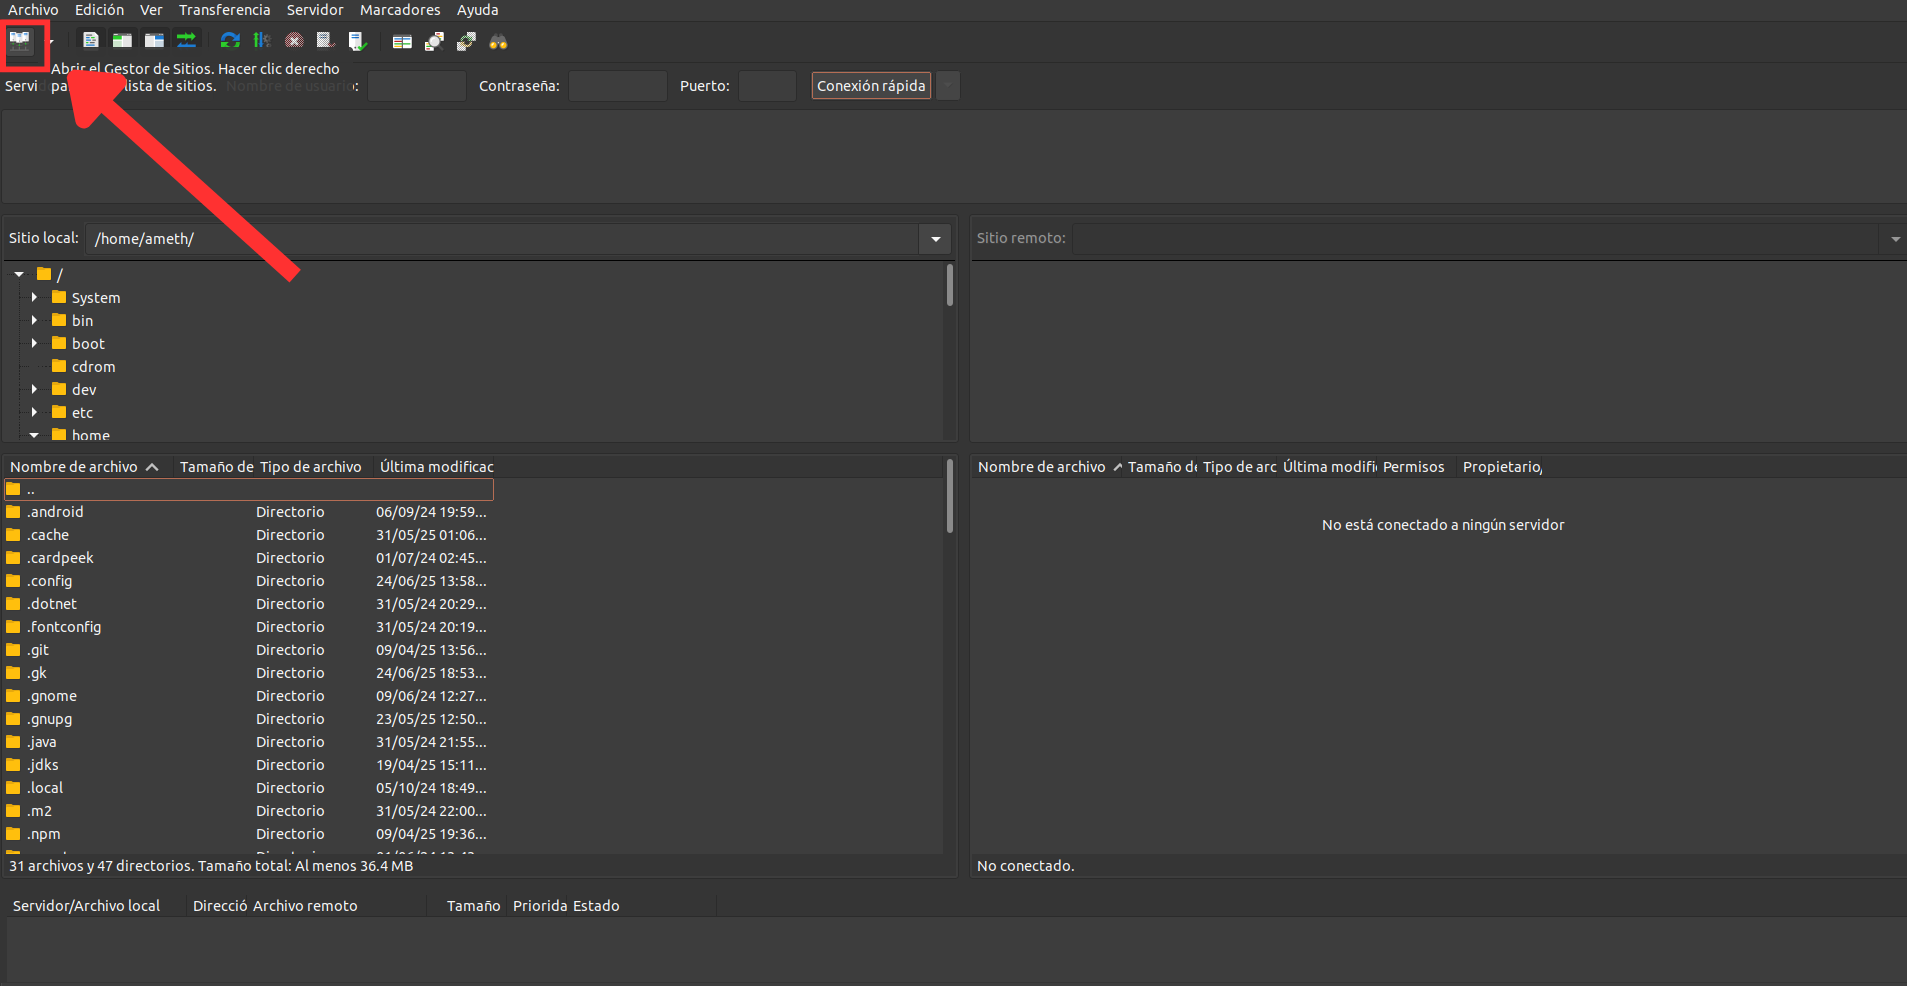 Archivo Edición Ver Transferencia Servidor Marcadores Ayuda
Abrir el Gestor de Sitios. Hacer clic derecho
lista de sitios.
Servi Nombre de usuario: Contraseña: Puerto: Conexión rápida
Sitio local: /home/ameth/
Sitio remoto:
/
System
bin
boot
cdrom
dev
etc
home
Nombre de archivo Tamaño de Tipo de archivo Última modificac
..
.android Directorio 06/09/24 19:59...
.cache Directorio 31/05/25 01:06...
.cardpeek Directorio 01/07/24 02:45...
.config Directorio 24/06/25 13:58...
.dotnet Directorio 31/05/24 20:29...
.fontconfig Directorio 31/05/24 20:19...
.git Directorio 09/04/25 13:56...
.gk Directorio 24/06/25 18:53...
.gnome Directorio 09/06/24 12:27...
.gnupg Directorio 23/05/25 12:50...
.java Directorio 31/05/24 21:55...
.jdks Directorio 19/04/25 15:11...
.local Directorio 05/10/24 18:49...
.m2 Directorio 31/05/24 22:00...
.npm Directorio 09/04/25 19:36...
31 archivos y 47 directorios. Tamaño total: Al menos 36.4 MB
Nombre de archivo Tamaño de Tipo de arc Última modifi Permisos Propietario/
No está conectado a ningún servidor
No conectado.
Servidor/Archivo local Direcció Archivo remoto Tamaño Priorida Estado